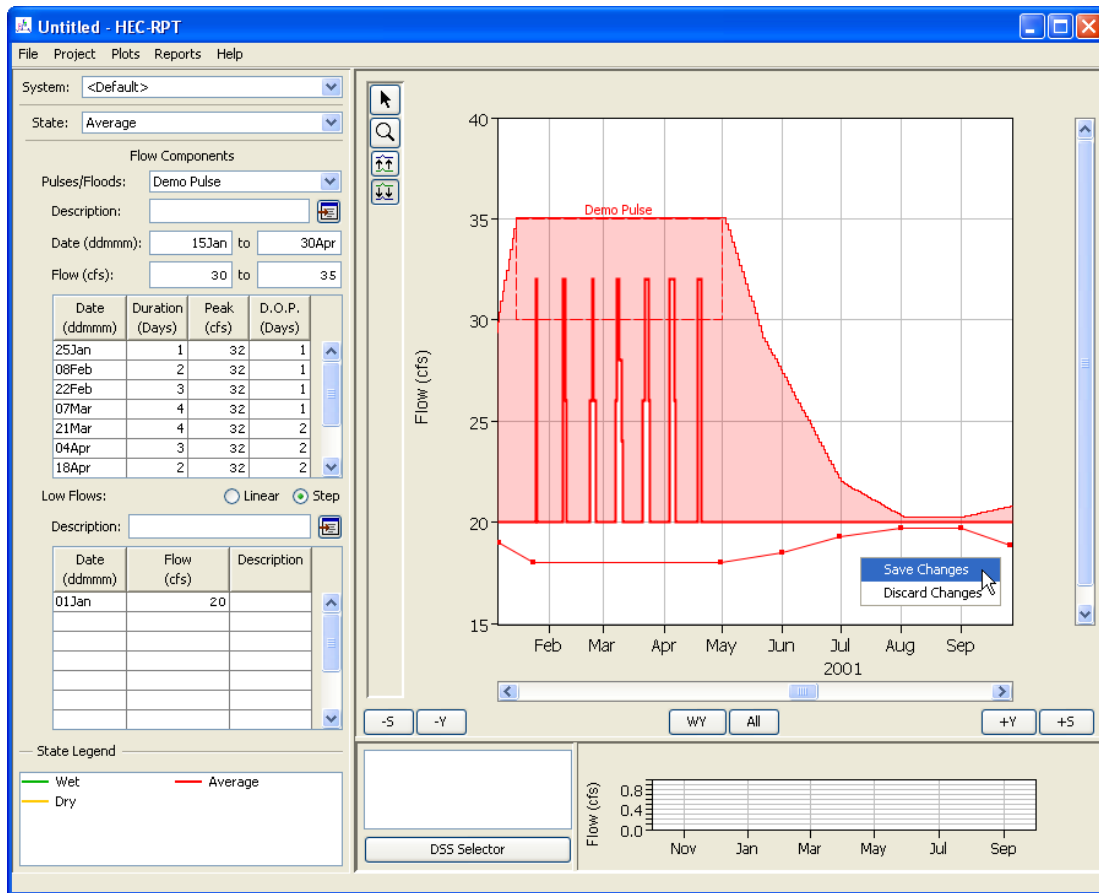 Untitled - HEC-RPT
File Project Plots Reports Help
System: <Default>
State: Average
Flow Components
Pulses/Floods: Demo Pulse
Description:
Date (ddmmm): 15Jan to 30Apr
Flow (cfs): 30 to 35
Date Duration Peak D.O.P.
(ddmmm) (Days) (cfs) (Days)
25Jan 1 32 1
08Feb 2 32 1
22Feb 3 32 1
07Mar 4 32 1
21Mar 4 32 2
04Apr 3 32 2
18Apr 2 32 2
Low Flows: Linear Step
Description:
Date Flow Description
(ddmmm) (cfs)
01Jan 20
State Legend
Wet Average
Dry
40
35
30
25
20
15
Flow (cfs)
Demo Pulse
Save Changes
Discard Changes
Feb Mar Apr May Jun Jul Aug Sep
2001
-S -Y WY All +Y +S
DSS Selector
Flow (cfs)
0.8
0.4
0.0
Nov Jan Mar May Jul Sep